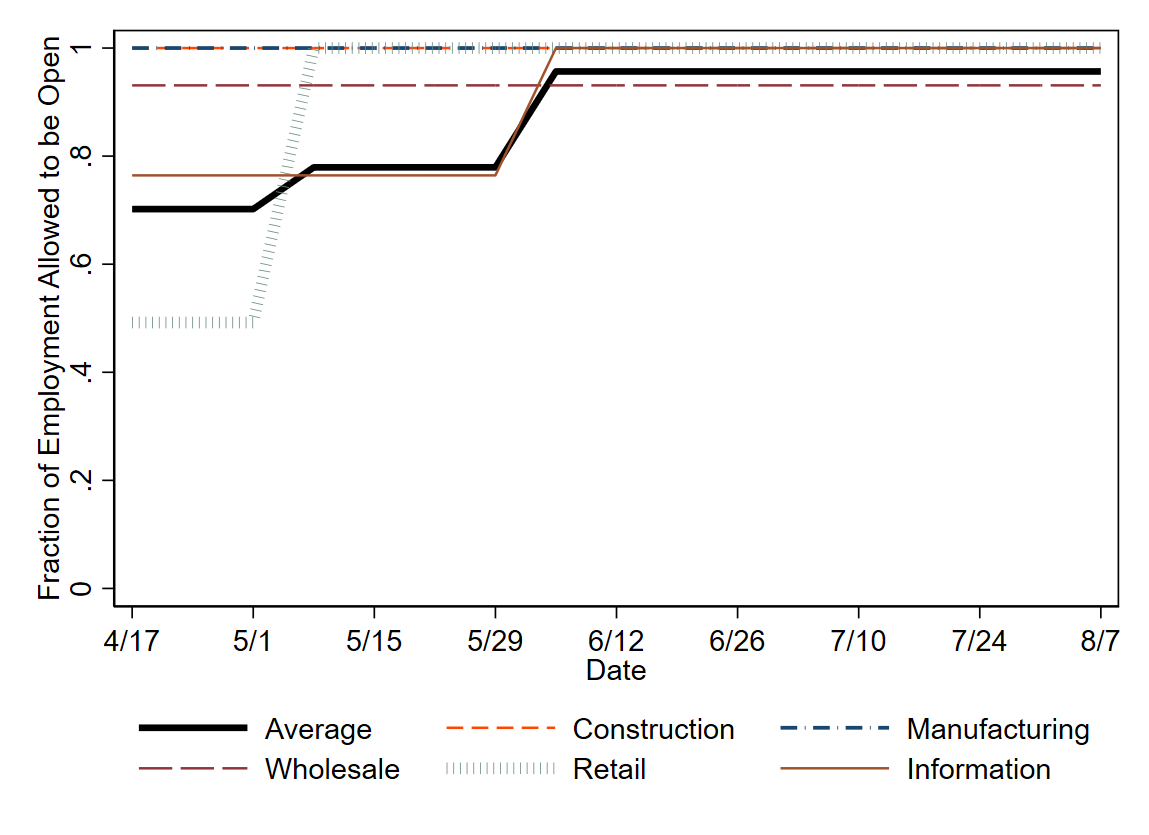 Fraction of Employment Allowed to be Open
1
.8
.6
.4
.2
0
4/17 5/1 5/15 5/29 6/12 6/26 7/10 7/24 8/7
Date
Average Construction Manufacturing
Wholesale Retail Information